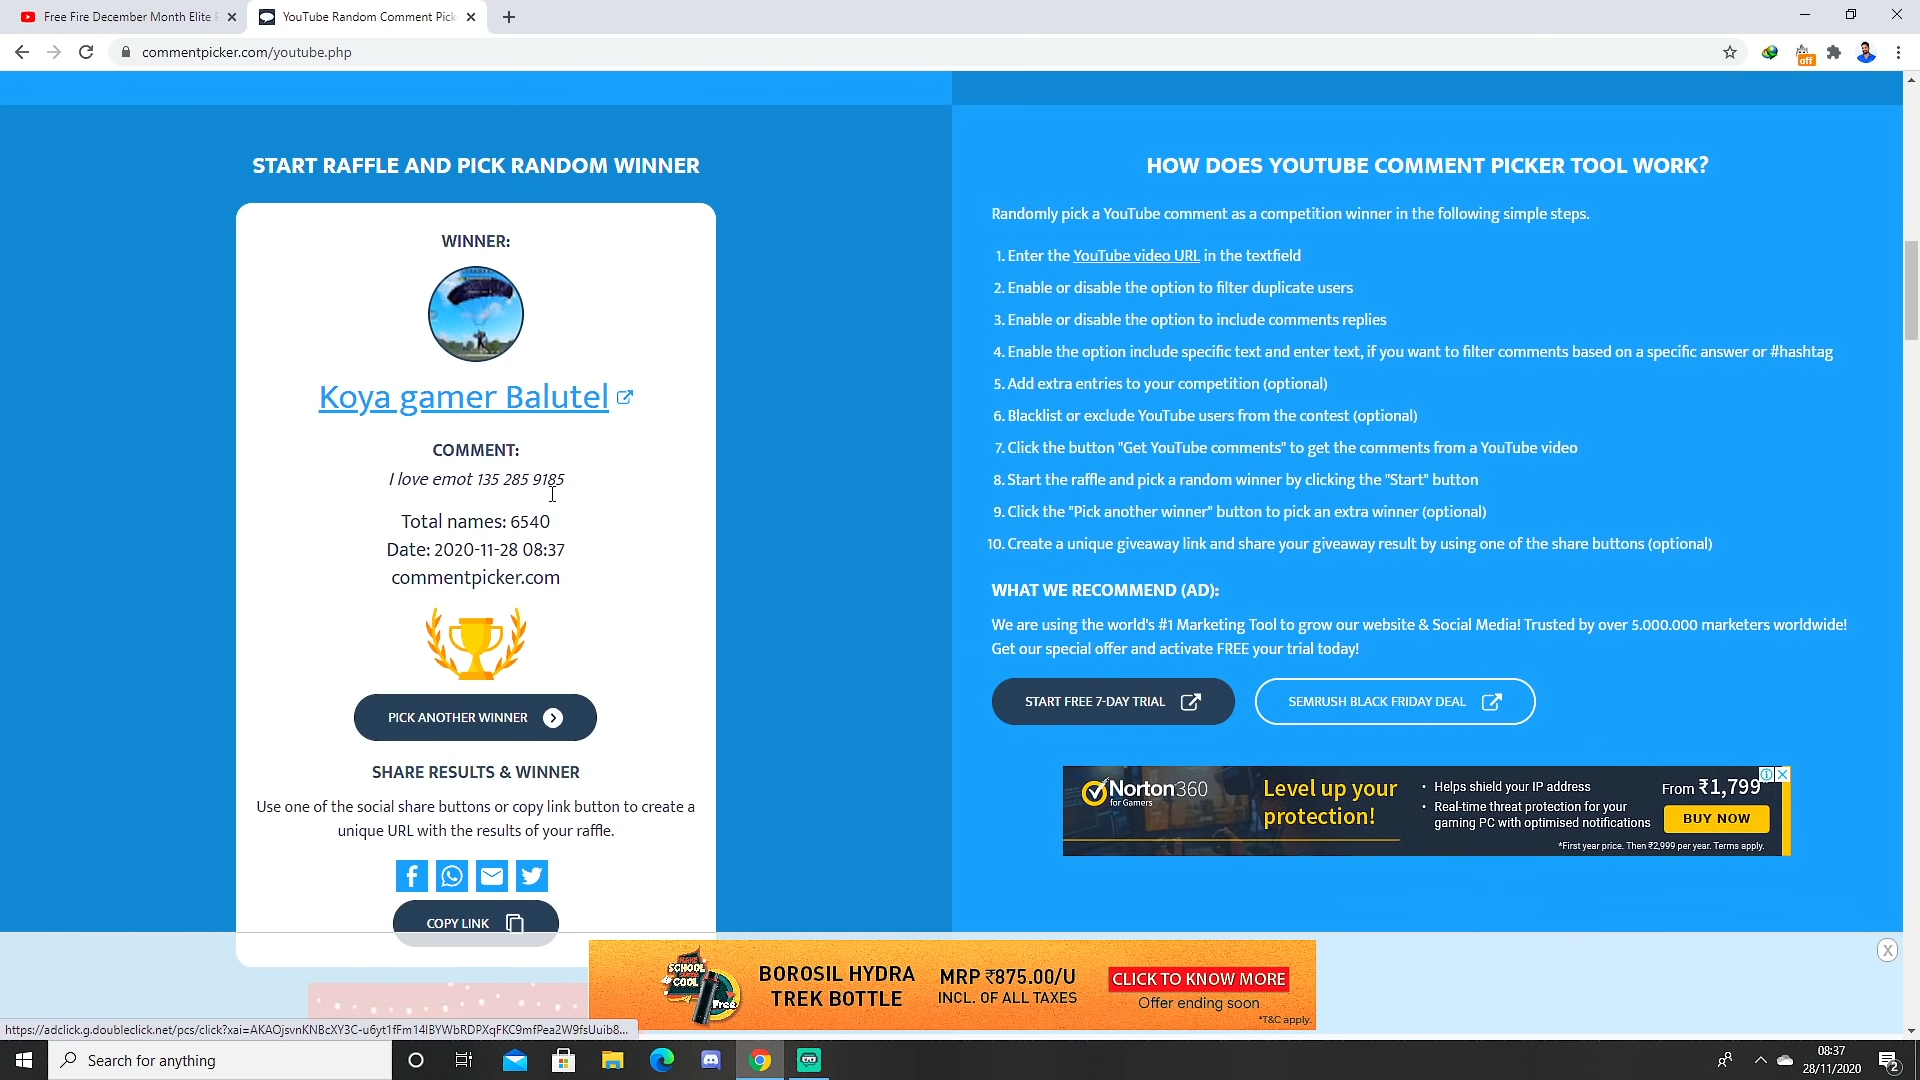 Free Fire December Month Elite P
YouTube Random Comment Pick
commentpicker.com/youtube.php
off
START RAFFLE AND PICK RANDOM WINNER
WINNER:
Koya gamer Balutel
COMMENT:
I love emot 135 285 9185
Total names: 6540
Date: 2020-11-28 08:37
commentpicker.com
PICK ANOTHER WINNER
SHARE RESULTS & WINNER
Use one of the social share buttons or copy link button to create a
unique URL with the results of your raffle.
COPY LINK
HOW DOES YOUTUBE COMMENT PICKER TOOL WORK?
Randomly pick a YouTube comment as a competition winner in the following simple steps.
1. Enter the YouTube video URL in the textfield
2. Enable or disable the option to filter duplicate users
3. Enable or disable the option to include comments replies
4. Enable the option include specific text and enter text, if you want to filter comments based on a specific answer or #hashtag
5. Add extra entries to your competition (optional)
6. Blacklist or exclude YouTube users from the contest (optional)
7. Click the button "Get YouTube comments" to get the comments from a YouTube video
8. Start the raffle and pick a random winner by clicking the "Start" button
9. Click the "Pick another winner" button to pick an extra winner (optional)
10. Create a unique giveaway link and share your giveaway result by using one of the share buttons (optional)
WHAT WE RECOMMEND (AD):
We are using the world's #1 Marketing Tool to grow our website & Social Media! Trusted by over 5.000.000 marketers worldwide!
Get our special offer and activate FREE your trial today!
START FREE 7-DAY TRIAL
SEMRUSH BLACK FRIDAY DEAL
Norton360
for Gamers
Level up your
protection!
• Helps shield your IP address
• Real-time threat protection for your
gaming PC with optimised notifications
From ₹1,799
BUY NOW
*First year price. Then ₹2,999 per year. Terms apply.
MAKE
SCHOOL
COOL
Free
BOROSIL HYDRA
TREK BOTTLE
MRP ₹875.00/U
INCL. OF ALL TAXES
CLICK TO KNOW MORE
Offer ending soon
*T&C apply.
X
Search for anything
08:37
28/11/2020
2